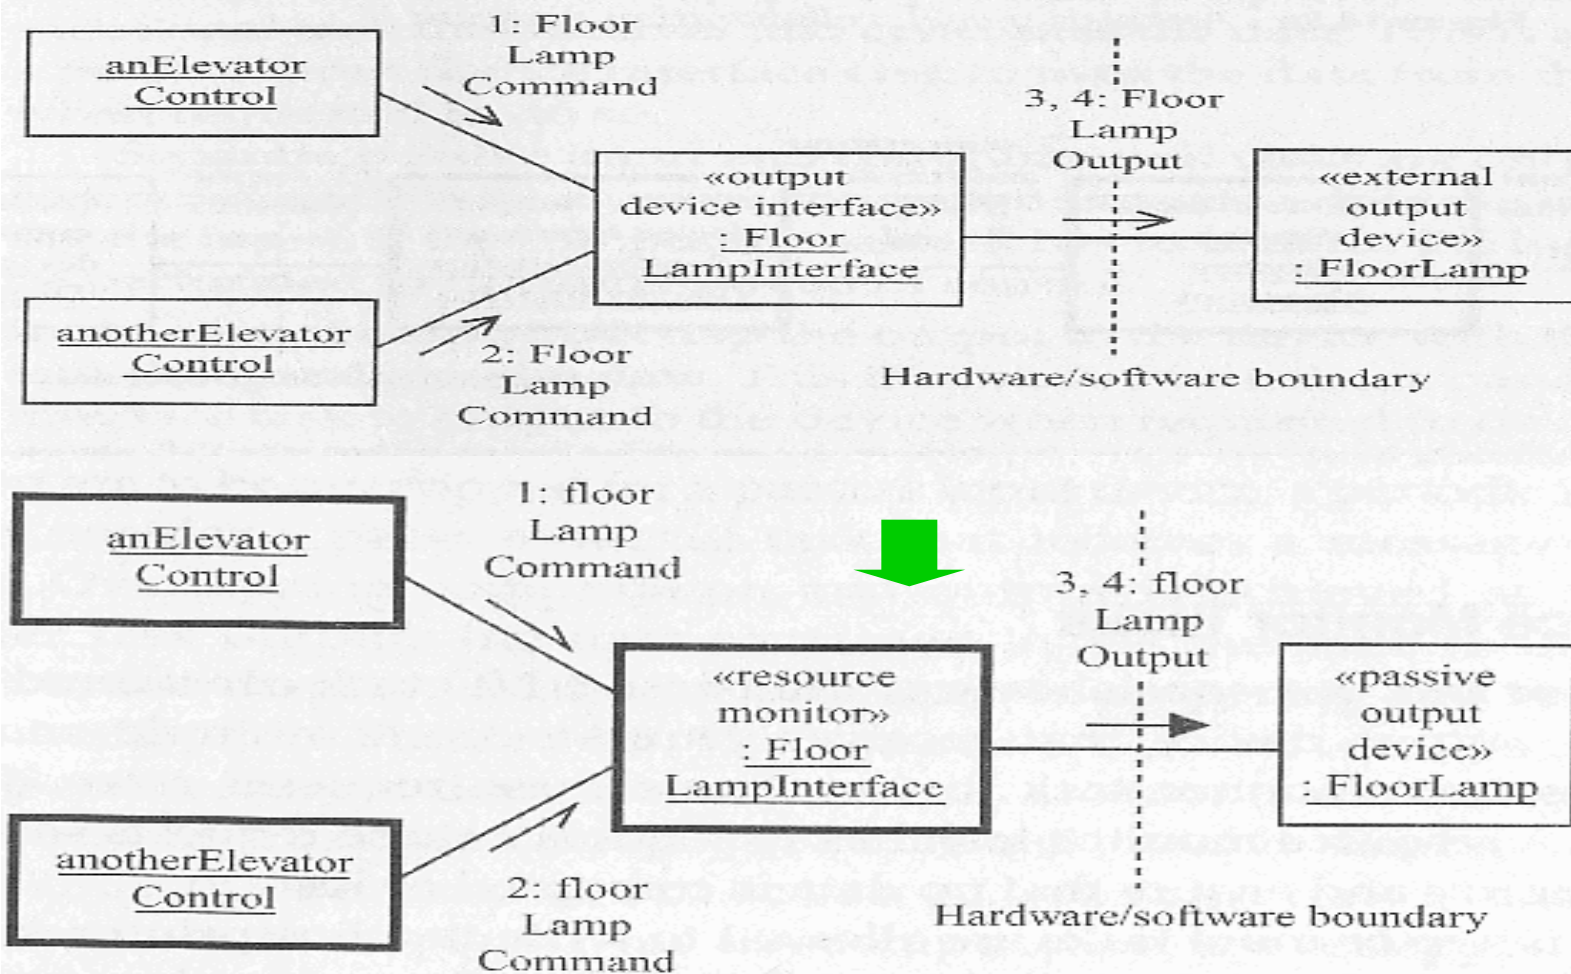 1: Floor
Lamp
Command
anElevator
Control
3, 4: Floor
Lamp
Output
«output
device interface»
: Floor
LampInterface
«external
output
device»
: FloorLamp
anotherElevator
Control
2: Floor
Lamp
Command
Hardware/software boundary
1: floor
Lamp
Command
anElevator
Control
3, 4: floor
Lamp
Output
«resource
monitor»
: Floor
LampInterface
«passive
output
device»
: FloorLamp
anotherElevator
Control
2: floor
Lamp
Command
Hardware/software boundary